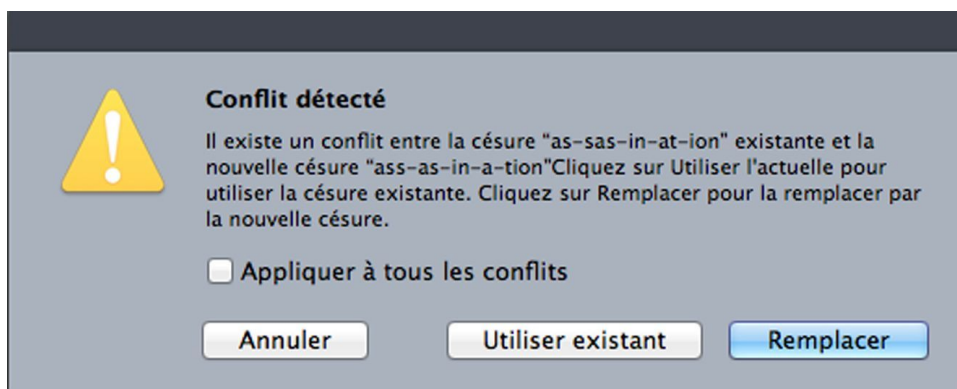 Conflit détecté
Il existe un conflit entre la césure "as-sas-in-at-ion" existante et la
nouvelle césure "ass-as-in-a-tion"Cliquez sur Utiliser l'actuelle pour
utiliser la césure existante. Cliquez sur Remplacer pour la remplacer par
la nouvelle césure.
Appliquer à tous les conflits
Annuler Utiliser existant Remplacer